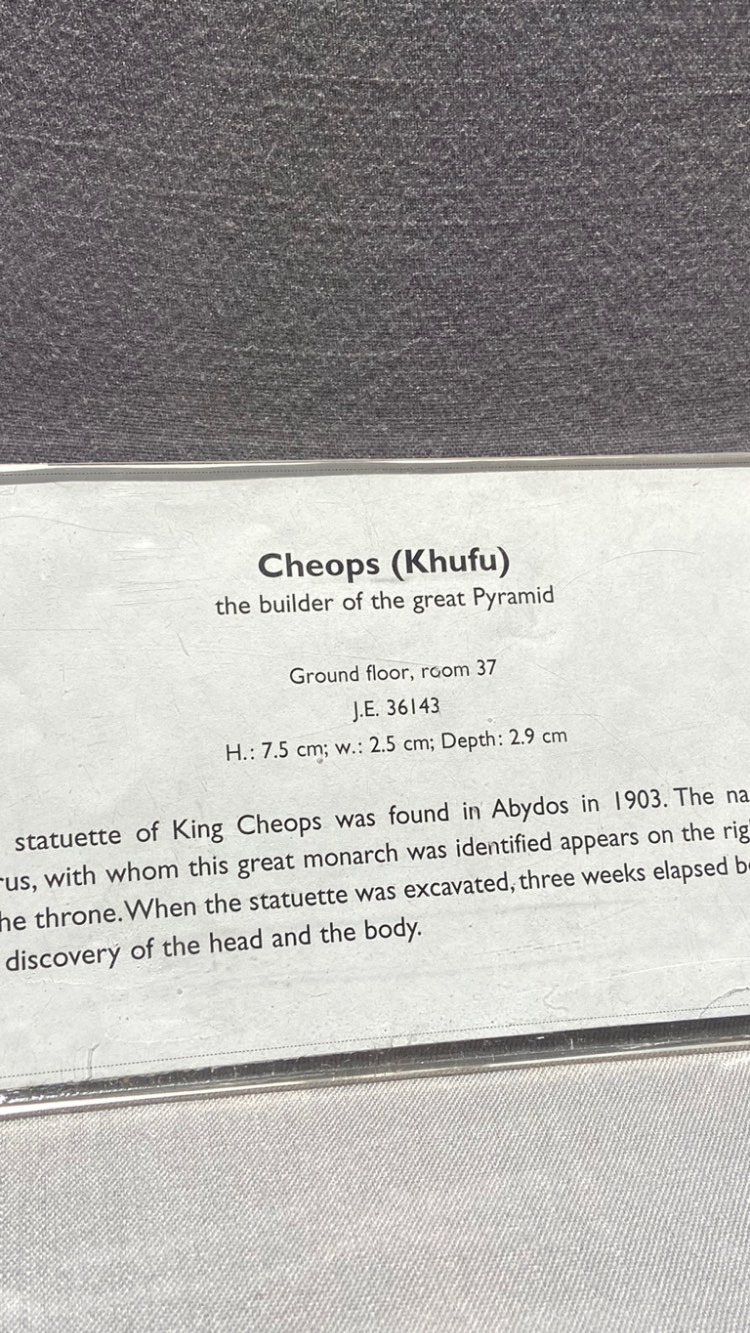 Cheops (Khufu)
the builder of the great Pyramid
Ground floor, room 37
J.E. 36143
H.: 7.5 cm; w.: 2.5 cm; Depth: 2.9 cm
statuette of King Cheops was found in Abydos in 1903. The na
rus, with whom this great monarch was identified appears on the rig
he throne. When the statuette was excavated, three weeks elapsed b
discovery of the head and the body.